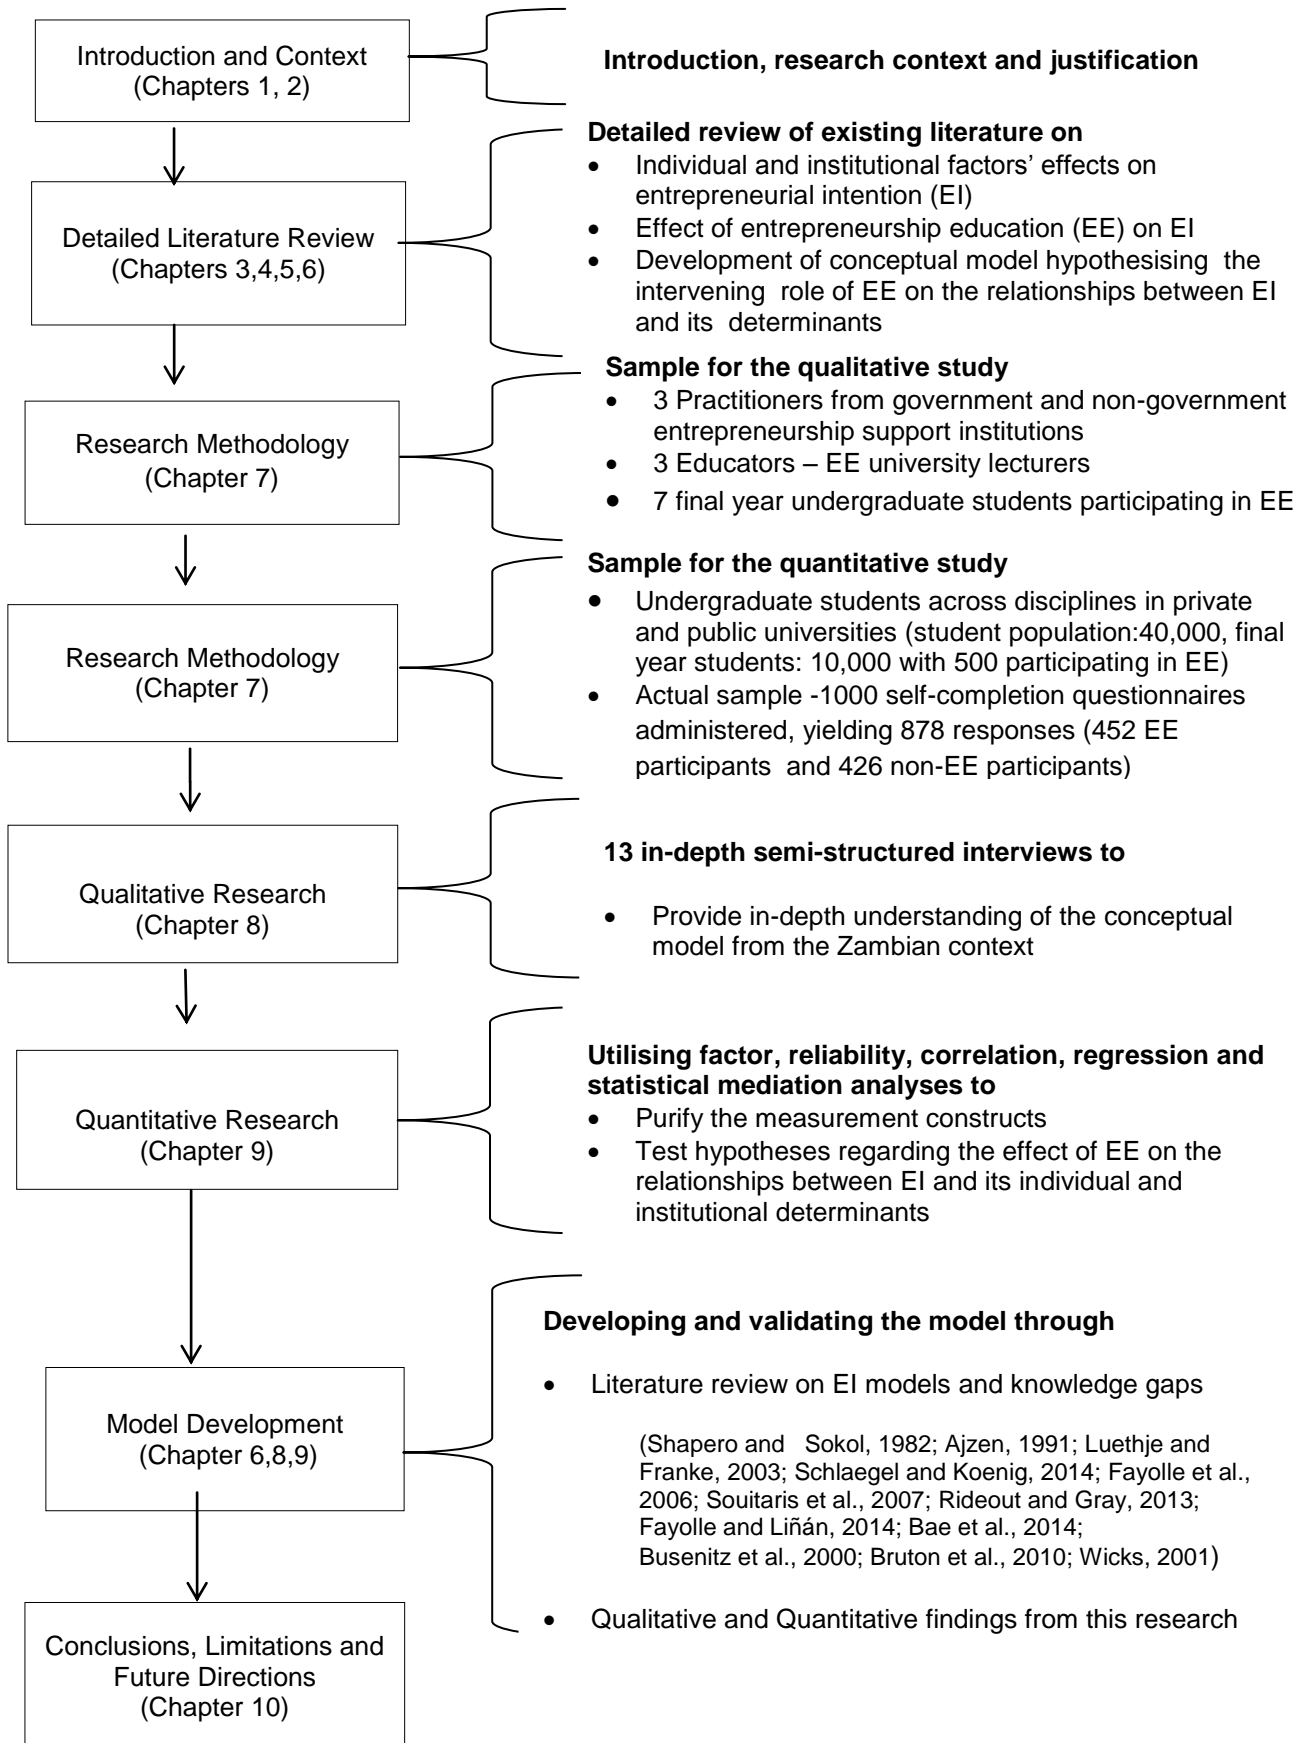 Introduction and Context
(Chapters 1, 2)
Introduction, research context and justification
Detailed Literature Review
(Chapters 3,4,5,6)
Detailed review of existing literature on
• Individual and institutional factors’ effects on
entrepreneurial intention (EI)
• Effect of entrepreneurship education (EE) on EI
• Development of conceptual model hypothesising the
intervening role of EE on the relationships between EI
and its determinants
Research Methodology
(Chapter 7)
Sample for the qualitative study
• 3 Practitioners from government and non-government
entrepreneurship support institutions
• 3 Educators – EE university lecturers
• 7 final year undergraduate students participating in EE
Research Methodology
(Chapter 7)
Sample for the quantitative study
• Undergraduate students across disciplines in private
and public universities (student population:40,000, final
year students: 10,000 with 500 participating in EE)
• Actual sample -1000 self-completion questionnaires
administered, yielding 878 responses (452 EE
participants and 426 non-EE participants)
Qualitative Research
(Chapter 8)
13 in-depth semi-structured interviews to
• Provide in-depth understanding of the conceptual
model from the Zambian context
Quantitative Research
(Chapter 9)
Utilising factor, reliability, correlation, regression and
statistical mediation analyses to
• Purify the measurement constructs
• Test hypotheses regarding the effect of EE on the
relationships between EI and its individual and
institutional determinants
Model Development
(Chapter 6,8,9)
Developing and validating the model through
• Literature review on EI models and knowledge gaps
(Shapero and Sokol, 1982; Ajzen, 1991; Luethje and
Franke, 2003; Schlaegel and Koenig, 2014; Fayolle et al.,
2006; Souitaris et al., 2007; Rideout and Gray, 2013;
Fayolle and Liñán, 2014; Bae et al., 2014;
Busenitz et al., 2000; Bruton et al., 2010; Wicks, 2001)
• Qualitative and Quantitative findings from this research
Conclusions, Limitations and
Future Directions
(Chapter 10)